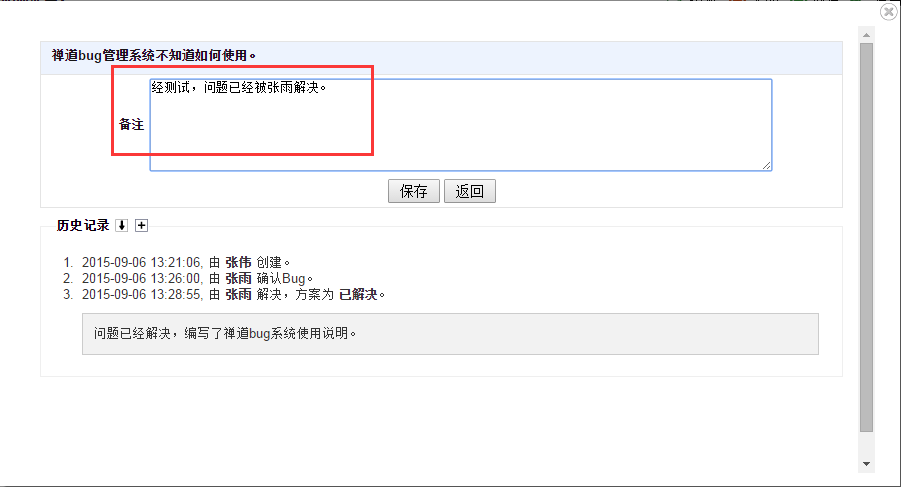 禅道bug管理系统不知道如何使用。
备注
经测试，问题已经被张雨解决。
保存 返回
历史记录
1. 2015-09-06 13:21:06, 由 张伟 创建。
2. 2015-09-06 13:26:00, 由 张雨 确认Bug。
3. 2015-09-06 13:28:55, 由 张雨 解决，方案为 已解决。
问题已经解决，编写了禅道bug系统使用说明。